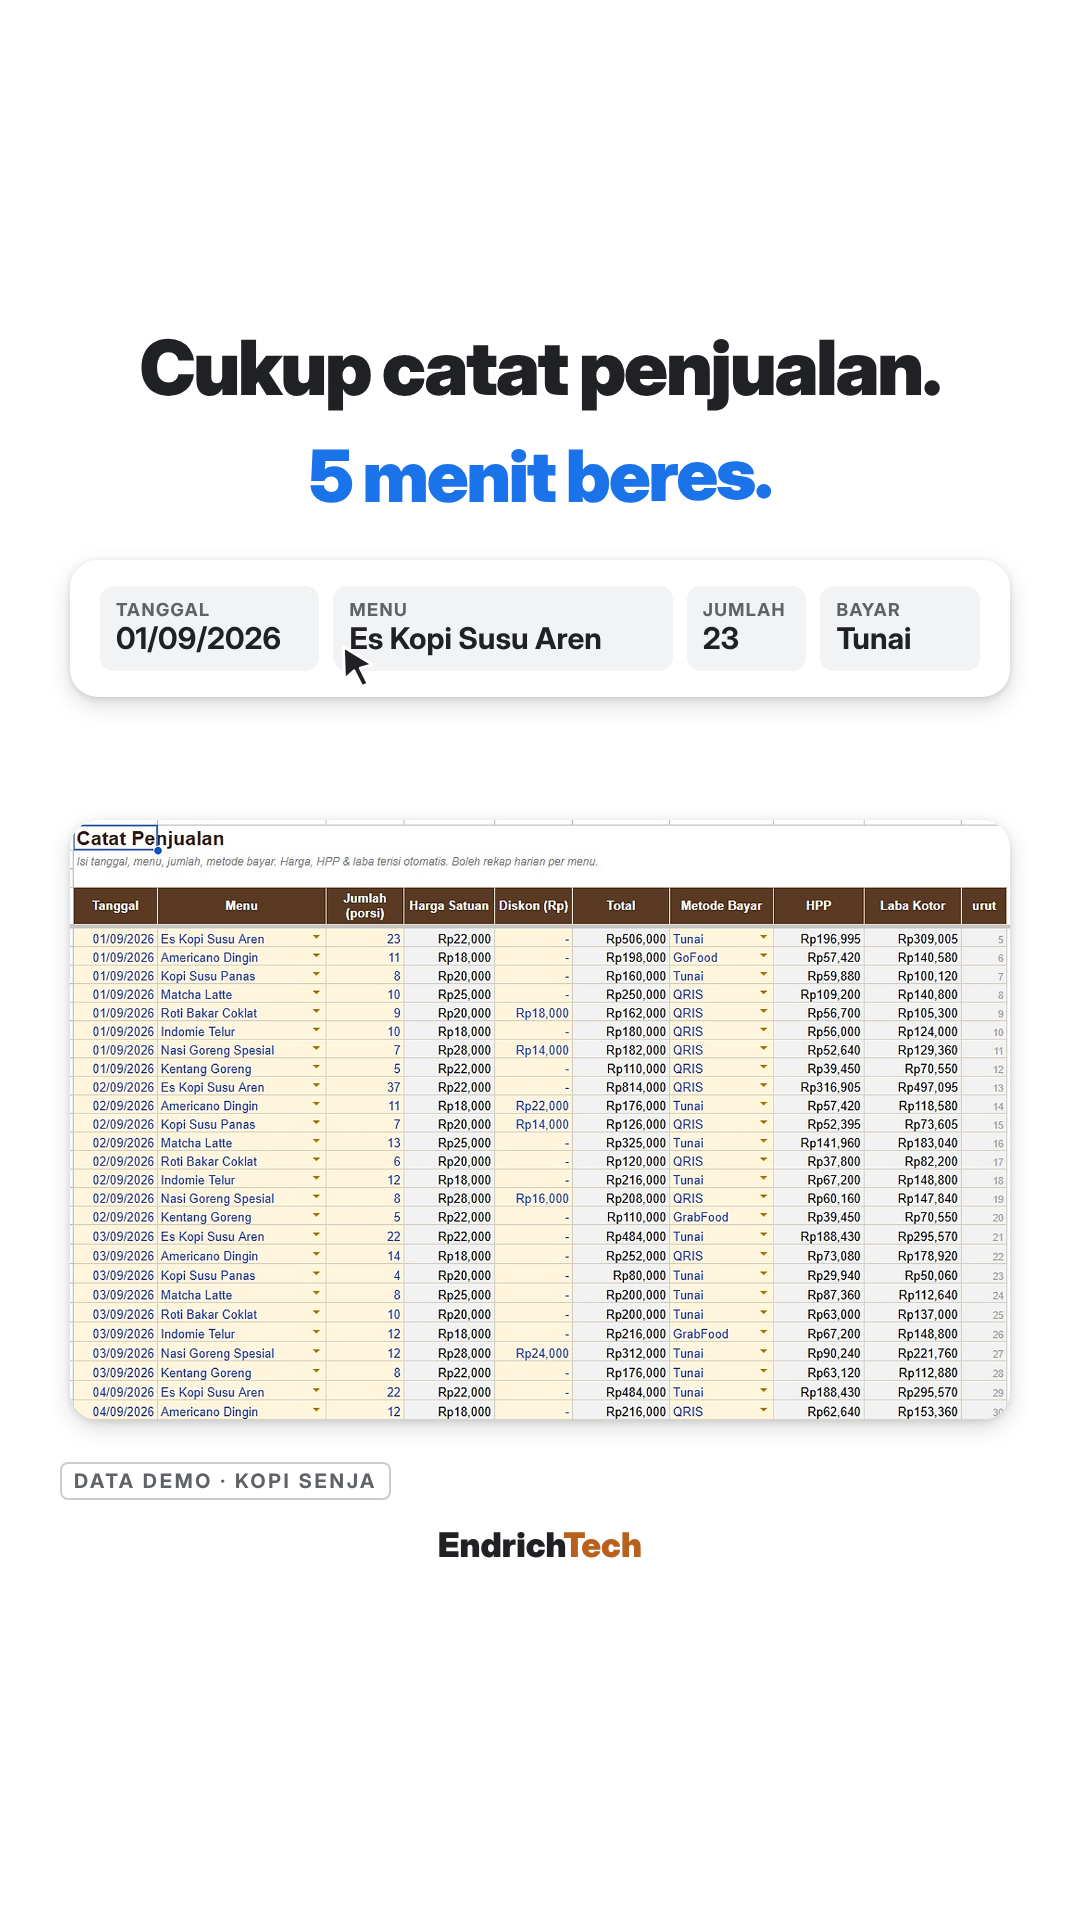 Cukup catat penjualan.
5 menit beres.
TANGGAL MENU JUMLAH BAYAR
01/09/2026 Es Kopi Susu Aren 23 Tunai
Catat Penjualan
Isi tanggal, menu, jumlah, metode bayar. Harga, HPP & laba terisi otomatis. Boleh rekap harian per menu.
Tanggal Menu Jumlah (porsi) Harga Satuan Diskon (Rp) Total Metode Bayar HPP Laba Kotor urut
01/09/2026 Es Kopi Susu Aren 23 Rp22,000 - Rp506,000 Tunai Rp196,995 Rp309,005 5
01/09/2026 Americano Dingin 11 Rp18,000 - Rp198,000 GoFood Rp57,420 Rp140,580 6
01/09/2026 Kopi Susu Panas 8 Rp20,000 - Rp160,000 Tunai Rp59,880 Rp100,120 7
01/09/2026 Matcha Latte 10 Rp25,000 - Rp250,000 QRIS Rp109,200 Rp140,800 8
01/09/2026 Roti Bakar Coklat 9 Rp20,000 Rp18,000 Rp162,000 QRIS Rp56,700 Rp105,300 9
01/09/2026 Indomie Telur 10 Rp18,000 - Rp180,000 QRIS Rp56,000 Rp124,000 10
01/09/2026 Nasi Goreng Spesial 7 Rp28,000 Rp14,000 Rp182,000 QRIS Rp52,640 Rp129,360 11
01/09/2026 Kentang Goreng 5 Rp22,000 - Rp110,000 QRIS Rp39,450 Rp70,550 12
02/09/2026 Es Kopi Susu Aren 37 Rp22,000 - Rp814,000 QRIS Rp316,905 Rp497,095 13
02/09/2026 Americano Dingin 11 Rp18,000 Rp22,000 Rp176,000 Tunai Rp57,420 Rp118,580 14
02/09/2026 Kopi Susu Panas 7 Rp20,000 Rp14,000 Rp126,000 QRIS Rp52,395 Rp73,605 15
02/09/2026 Matcha Latte 13 Rp25,000 - Rp325,000 Tunai Rp141,960 Rp183,040 16
02/09/2026 Roti Bakar Coklat 6 Rp20,000 - Rp120,000 QRIS Rp37,800 Rp82,200 17
02/09/2026 Indomie Telur 12 Rp18,000 - Rp216,000 Tunai Rp67,200 Rp148,800 18
02/09/2026 Nasi Goreng Spesial 8 Rp28,000 Rp16,000 Rp208,000 QRIS Rp60,160 Rp147,840 19
02/09/2026 Kentang Goreng 5 Rp22,000 - Rp110,000 GrabFood Rp39,450 Rp70,550 20
03/09/2026 Es Kopi Susu Aren 22 Rp22,000 - Rp484,000 Tunai Rp188,430 Rp295,570 21
03/09/2026 Americano Dingin 14 Rp18,000 - Rp252,000 QRIS Rp73,080 Rp178,920 22
03/09/2026 Kopi Susu Panas 4 Rp20,000 - Rp80,000 Tunai Rp29,940 Rp50,060 23
03/09/2026 Matcha Latte 8 Rp25,000 - Rp200,000 Tunai Rp87,360 Rp112,640 24
03/09/2026 Roti Bakar Coklat 10 Rp20,000 - Rp200,000 Tunai Rp63,000 Rp137,000 25
03/09/2026 Indomie Telur 12 Rp18,000 - Rp216,000 GrabFood Rp67,200 Rp148,800 26
03/09/2026 Nasi Goreng Spesial 12 Rp28,000 Rp24,000 Rp312,000 Tunai Rp90,240 Rp221,760 27
03/09/2026 Kentang Goreng 8 Rp22,000 - Rp176,000 Tunai Rp63,120 Rp112,880 28
04/09/2026 Es Kopi Susu Aren 22 Rp22,000 - Rp484,000 Tunai Rp188,430 Rp295,570 29
04/09/2026 Americano Dingin 12 Rp18,000 - Rp216,000 QRIS Rp62,640 Rp153,360 30
DATA DEMO · KOPI SENJA
EndrichTech